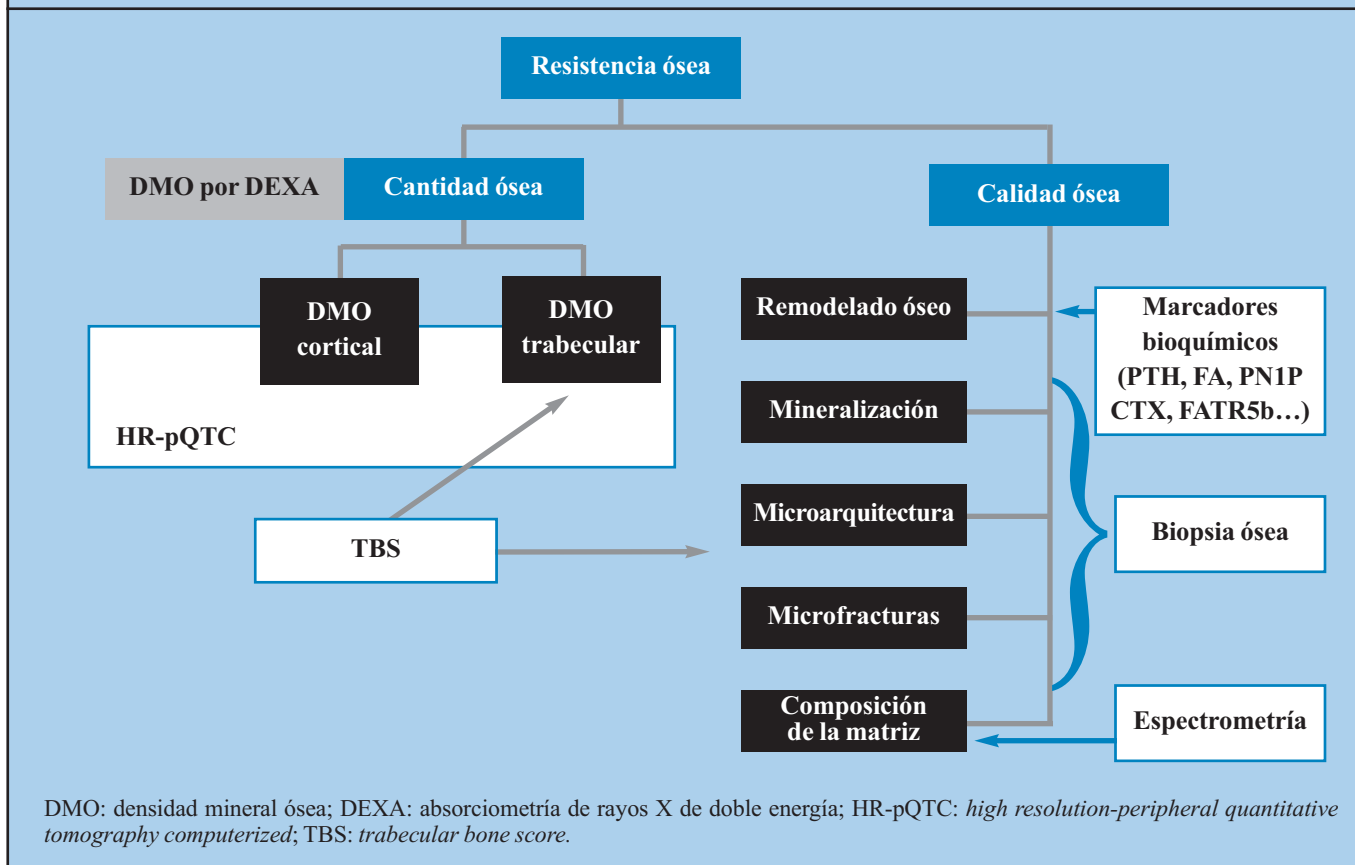 Resistencia ósea
DMO por DEXA
Cantidad ósea
Calidad ósea
DMO
cortical
DMO
trabecular
HR-pQTC
TBS
Remodelado óseo
Mineralización
Microarquitectura
Microfracturas
Composición
de la matriz
Marcadores
bioquímicos
(PTH, FA, PN1P
CTX, FATR5b…)
Biopsia ósea
Espectrometría
DMO: densidad mineral ósea; DEXA: absorciometría de rayos X de doble energía; HR-pQTC: high resolution-peripheral quantitative
tomography computerized; TBS: trabecular bone score.